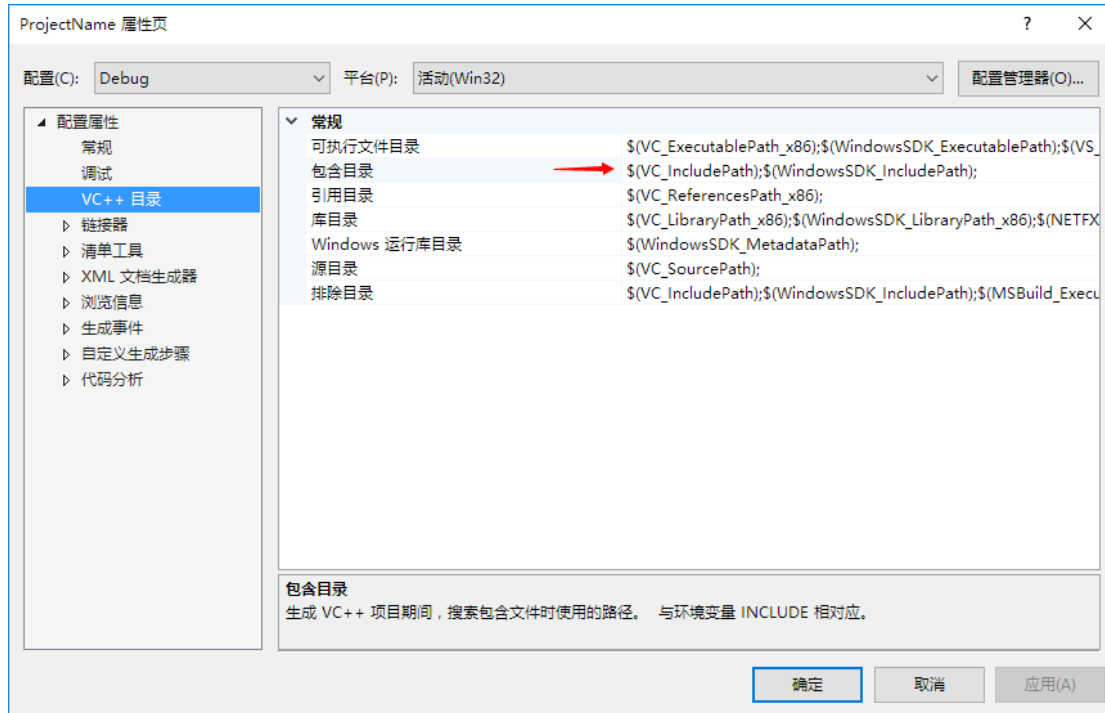 ProjectName 属性页
配置(C): Debug 平台(P): 活动(Win32) 配置管理器(O)...
配置属性
常规
调试
VC++ 目录
链接器
清单工具
XML 文档生成器
浏览信息
生成事件
自定义生成步骤
代码分析
常规
可执行文件目录 $(VC_ExecutablePath_x86);$(WindowsSDK_ExecutablePath);$(VS_
包含目录 $(VC_IncludePath);$(WindowsSDK_IncludePath);
引用目录 $(VC_ReferencesPath_x86);
库目录 $(VC_LibraryPath_x86);$(WindowsSDK_LibraryPath_x86);$(NETFX
Windows 运行库目录 $(WindowsSDK_MetadataPath);
源目录 $(VC_SourcePath);
排除目录 $(VC_IncludePath);$(WindowsSDK_IncludePath);$(MSBuild_Execu
包含目录
生成 VC++ 项目期间，搜索包含文件时使用的路径。 与环境变量 INCLUDE 相对应。
确定 取消 应用(A)